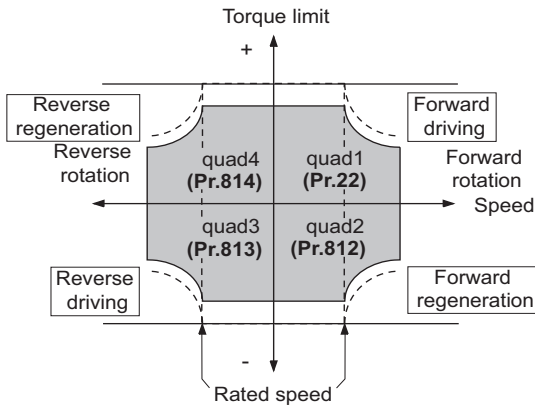 Torque limit
+
Reverse
regeneration
Forward
driving
Reverse
rotation
quad4
(Pr.814)
quad1
(Pr.22)
Forward
rotation
Speed
quad3
(Pr.813)
quad2
(Pr.812)
Reverse
driving
Forward
regeneration
-
Rated speed